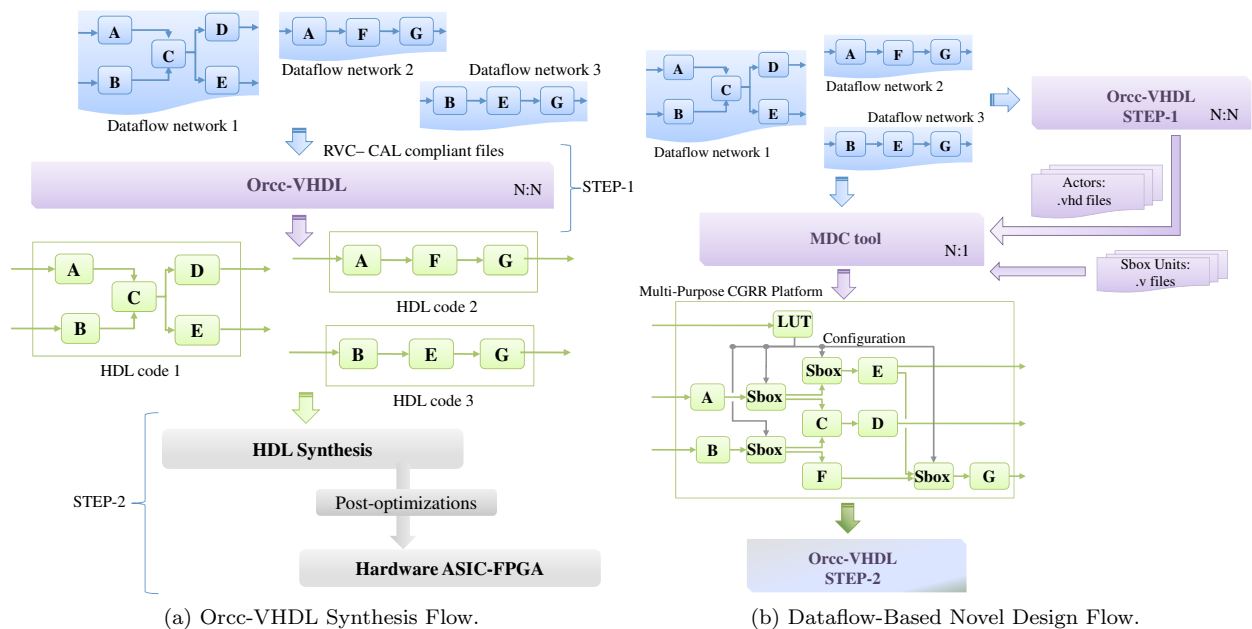 A
B
C
D
E
Dataflow network 1
A
F
G
Dataflow network 2
Dataflow network 3
B
E
G
RVC– CAL compliant files
Orcc-VHDL
N:N
STEP-1
A
B
C
D
E
HDL code 1
A
F
G
HDL code 2
B
E
G
HDL code 3
STEP-2
HDL Synthesis
Post-optimizations
Hardware ASIC-FPGA
(a) Orcc-VHDL Synthesis Flow.
A
B
C
D
E
Dataflow network 1
A
F
G
Dataflow network 2
Dataflow network 3
B
E
G
Orcc-VHDL
STEP-1
N:N
Actors:
.vhd files
MDC tool
N:1
Sbox Units:
.v files
Multi-Purpose CGRR Platform
LUT
Configuration
Sbox
E
A
Sbox
C
D
B
Sbox
F
Sbox
G
Orcc-VHDL
STEP-2
(b) Dataflow-Based Novel Design Flow.